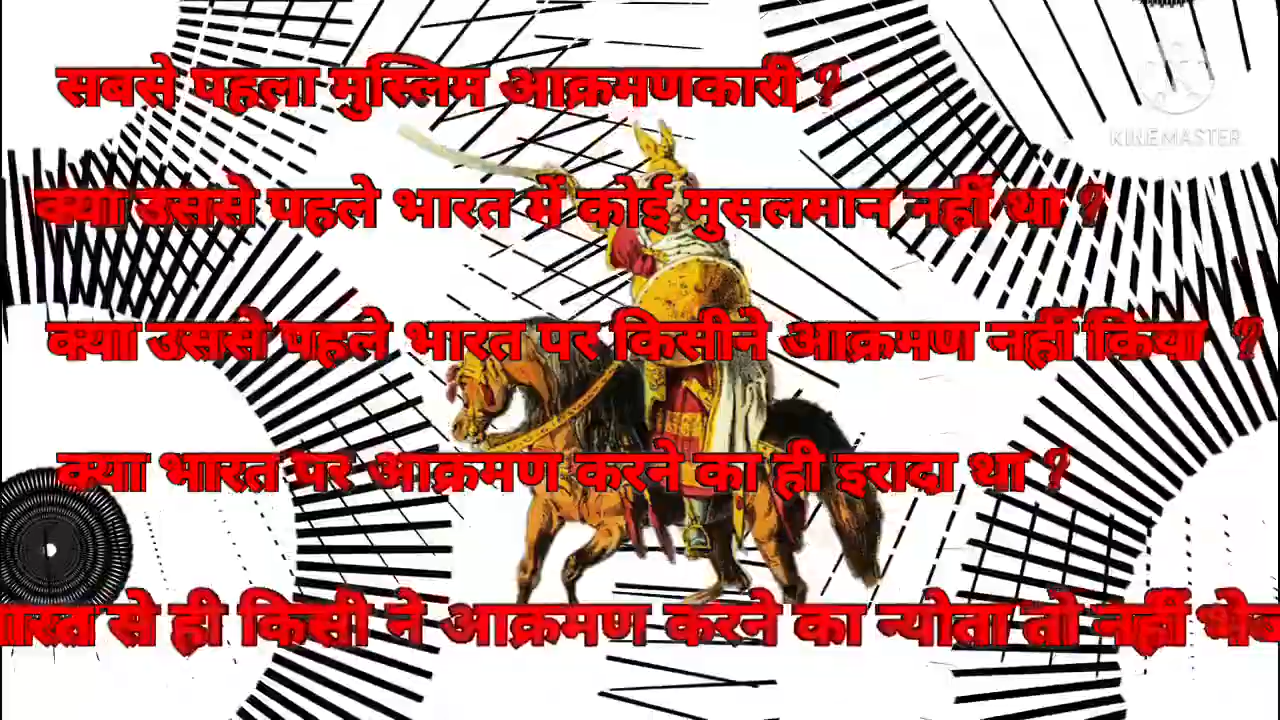 सबसे पहला मुस्लिम आक्रमणकारी ?
KINEMASTER
क्या उससे पहले भारत में कोई मुसलमान नहीं था ?
क्या उससे पहले भारत पर किसीने आक्रमण नहीं किया ?
क्या भारत पर आक्रमण करने का ही इरादा था ?
से ही किसी ने आक्रमण करने का न्योता तो नहीं